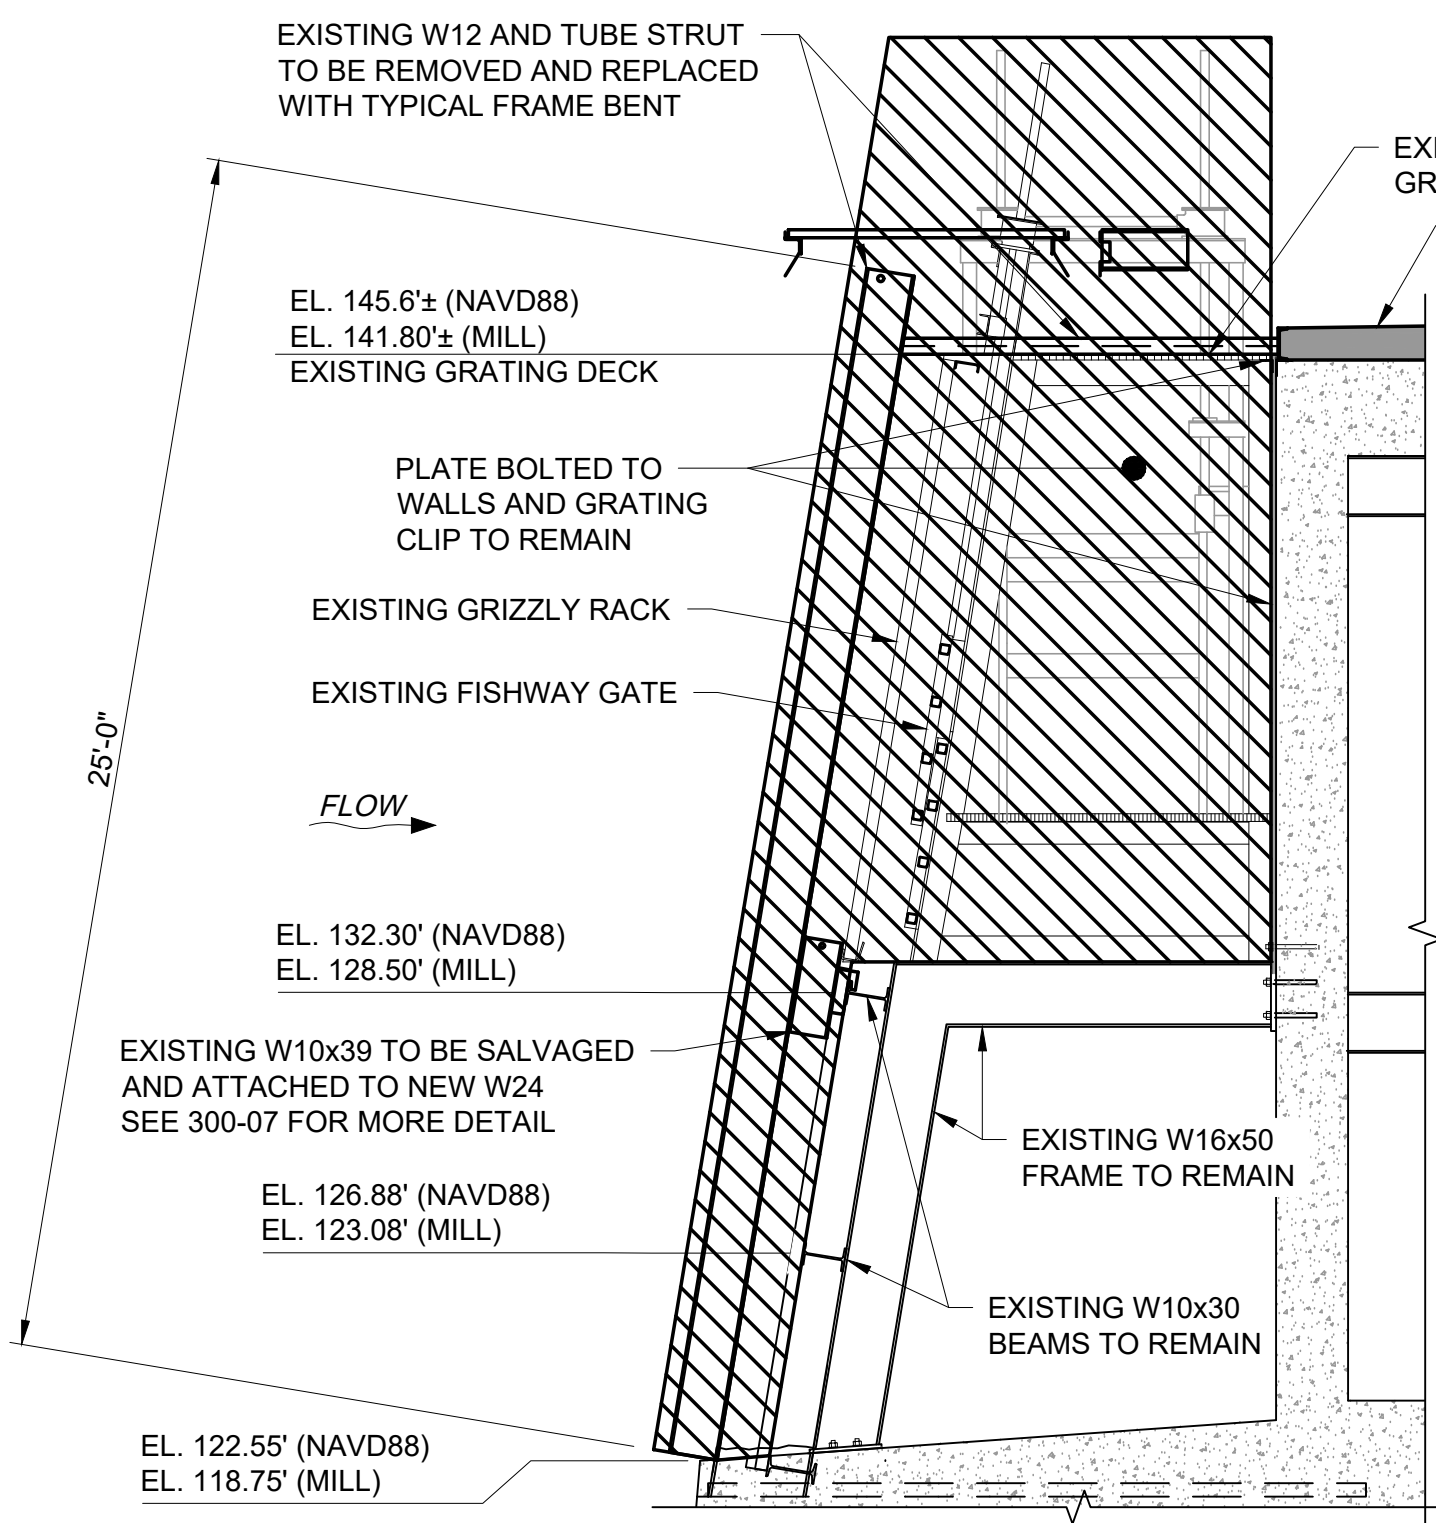 EXISTING W12 AND TUBE STRUT
TO BE REMOVED AND REPLACED
WITH TYPICAL FRAME BENT
EL. 145.6'± (NAVD88)
EL. 141.80'± (MILL)
EXISTING GRATING DECK
PLATE BOLTED TO
WALLS AND GRATING
CLIP TO REMAIN
EXISTING GRIZZLY RACK
EXISTING FISHWAY GATE
25'-0"
FLOW
EL. 132.30' (NAVD88)
EL. 128.50' (MILL)
EXISTING W10x39 TO BE SALVAGED
AND ATTACHED TO NEW W24
SEE 300-07 FOR MORE DETAIL
EXISTING W16x50
FRAME TO REMAIN
EL. 126.88' (NAVD88)
EL. 123.08' (MILL)
EXISTING W10x30
BEAMS TO REMAIN
EL. 122.55' (NAVD88)
EL. 118.75' (MILL)